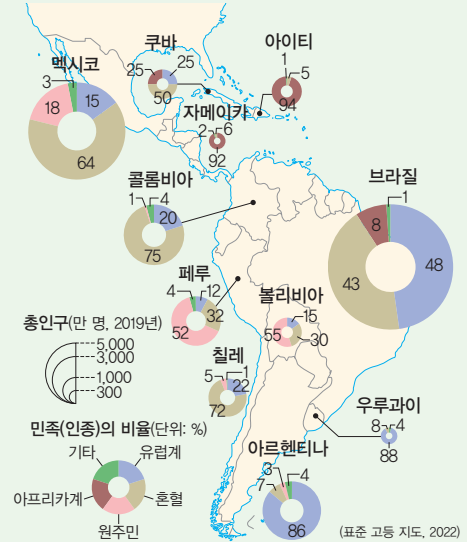 쿠바
25
25
50
아이티
1
5
94
멕시코
3
15
18
64
자메이카
2
6
92
콜롬비아
1
4
20
75
브라질
1
8
48
43
페루
4
12
32
52
볼리비아
15
55
30
총인구(만 명, 2019년)
5,000
3,000
1,000
300
칠레
5
1
22
72
우루과이
8
4
88
민족(인종)의 비율(단위: %)
기타
유럽계
아프리카계
혼혈
원주민
아르헨티나
3
4
7
86
(표준 고등 지도, 2022)